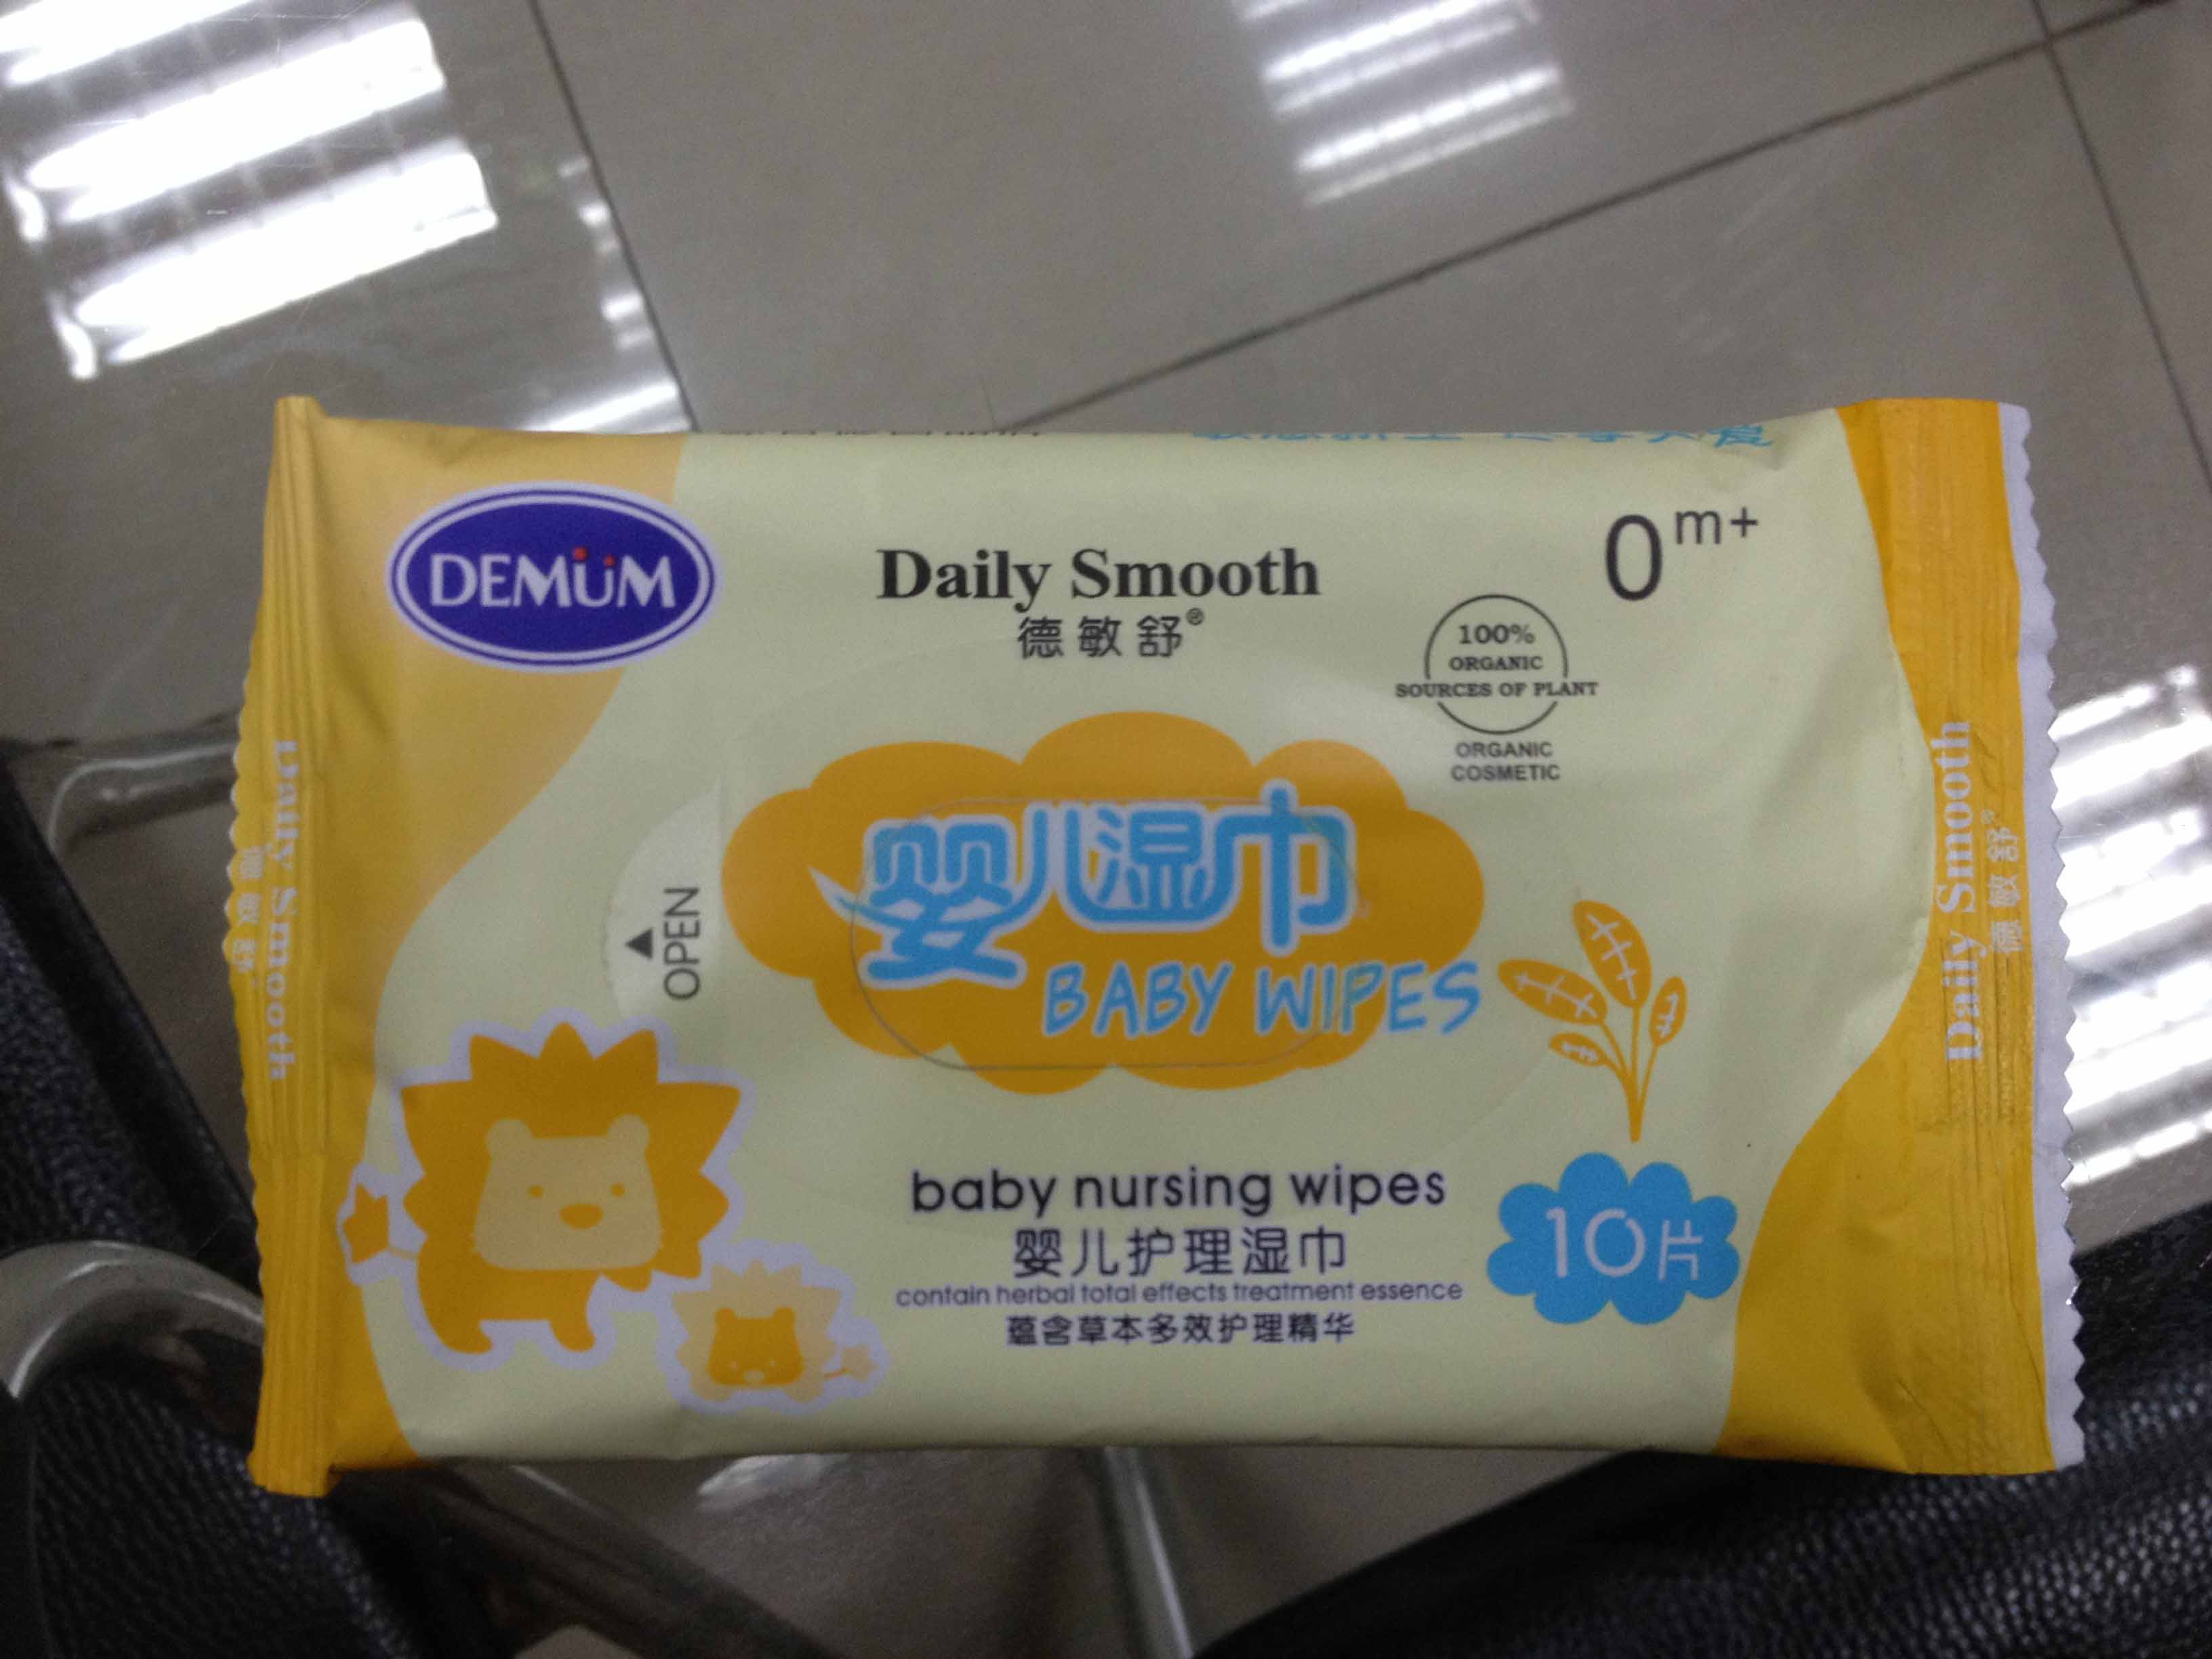 DEMÜM
Daily Smooth
德敏舒®
0m+
100%
ORGANIC
SOURCES OF PLANT
ORGANIC
COSMETIC
OPEN
婴儿湿巾
BABY WIPES
baby nursing wipes
婴儿护理湿巾
contain herbal total effects treatment essence
蕴含草本多效护理精华
10片
Daily Smooth
德敏舒
Daily Smooth
德敏舒®